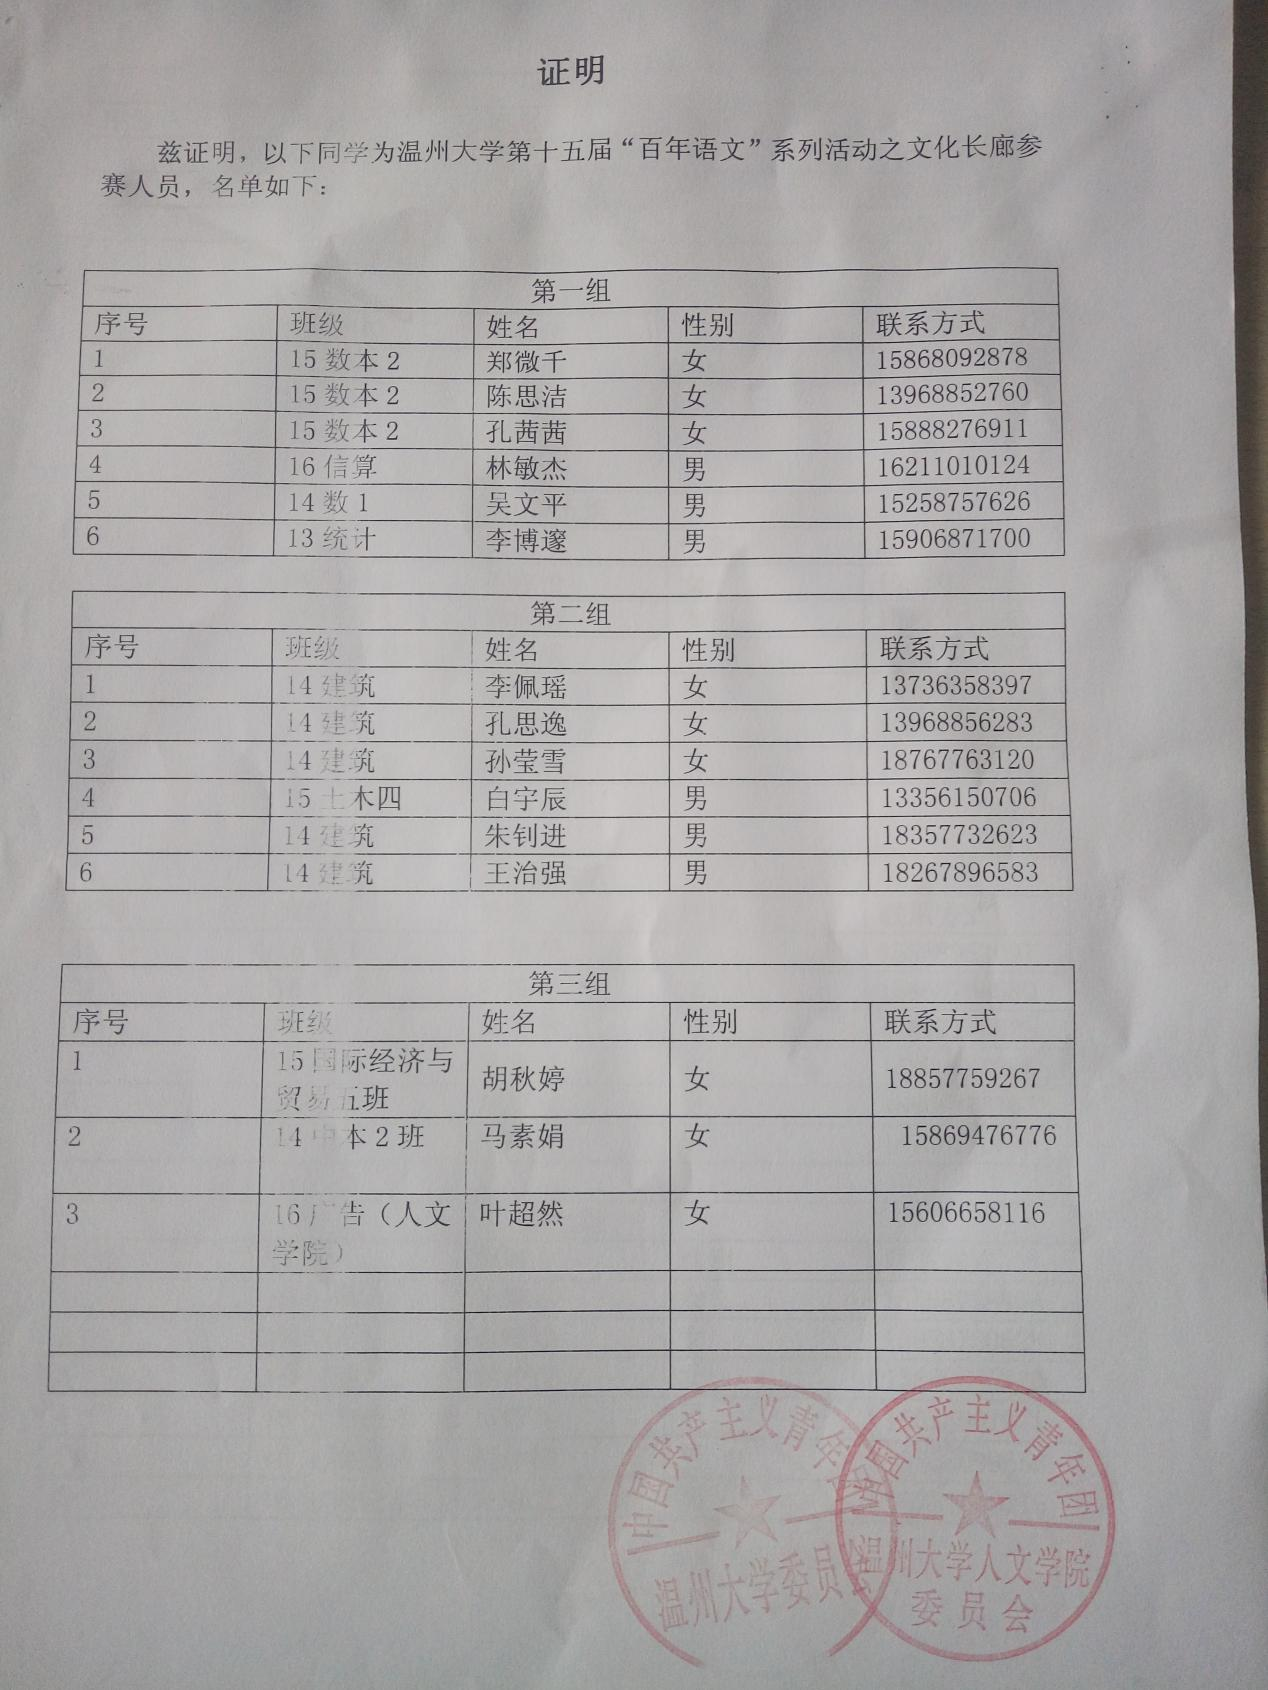 证明
兹证明，以下同学为温州大学第十五届“百年语文”系列活动之文化长廊参
赛人员，名单如下：
第一组
序号 班级 姓名 性别 联系方式
1 15数本2 郑微千 女 15868092878
2 15数本2 陈思洁 女 13968852760
3 15数本2 孔茜茜 女 15888276911
4 16信算 林敏杰 男 16211010124
5 14数1 吴文平 男 15258757626
6 13统计 李博邃 男 15906871700
第二组
序号 班级 姓名 性别 联系方式
1 14建筑 李佩瑶 女 13736358397
2 14建筑 孔思逸 女 13968856283
3 14建筑 孙莹雪 女 18767763120
4 15土木四 白宇辰 男 13356150706
5 14建筑 朱钊进 男 18357732623
6 14建筑 王治强 男 18267896583
第三组
序号 班级 姓名 性别 联系方式
1 15国际经济与
贸易五班 胡秋婷 女 18857759267
2 14中本2班 马素娟 女 15869476776
3 16广告（人文 叶超然 女 15606658116
学院）
中国共产主义青年团
温州大学委员会
中国共产主义青年团
温州大学人文学院
委员会